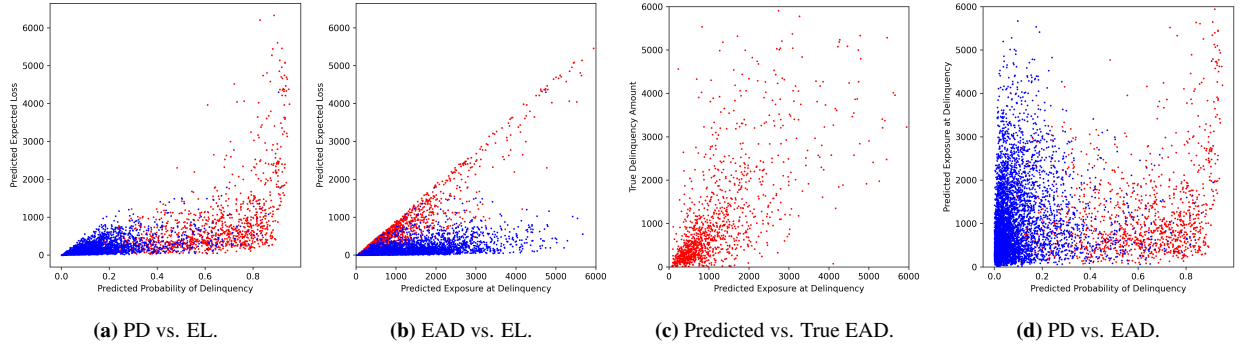 6000
5000
4000
3000
2000
1000
0
Predicted Expected Loss
0.0 0.2 0.4 0.6 0.8
Predicted Probability of Delinquency
(a) PD vs. EL.
6000
5000
4000
3000
2000
1000
0
Predicted Expected Loss
0 1000 2000 3000 4000 5000 6000
Predicted Exposure at Delinquency
(b) EAD vs. EL.
6000
5000
4000
3000
2000
1000
0
True Delinquency Amount
1000 2000 3000 4000 5000 6000
Predicted Exposure at Delinquency
(c) Predicted vs. True EAD.
6000
5000
4000
3000
2000
1000
0
Predicted Exposure at Delinquency
0.0 0.2 0.4 0.6 0.8
Predicted Probability of Delinquency
(d) PD vs. EAD.